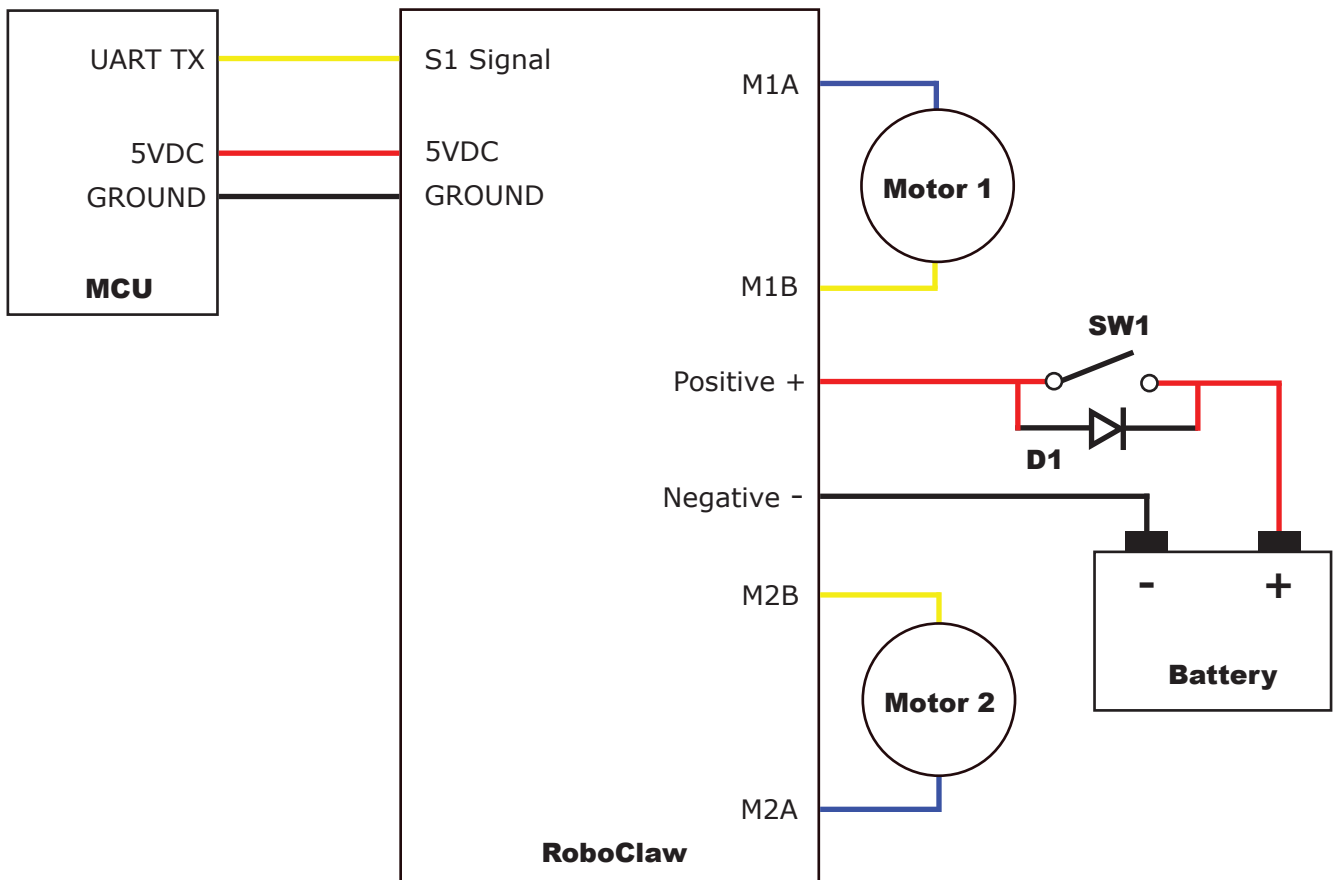 UART TX
5VDC
GROUND
MCU
S1 Signal
5VDC
GROUND
M1A
Motor 1
M1B
SW1
Positive +
D1
Negative -
- +
Battery
M2B
Motor 2
M2A
RoboClaw